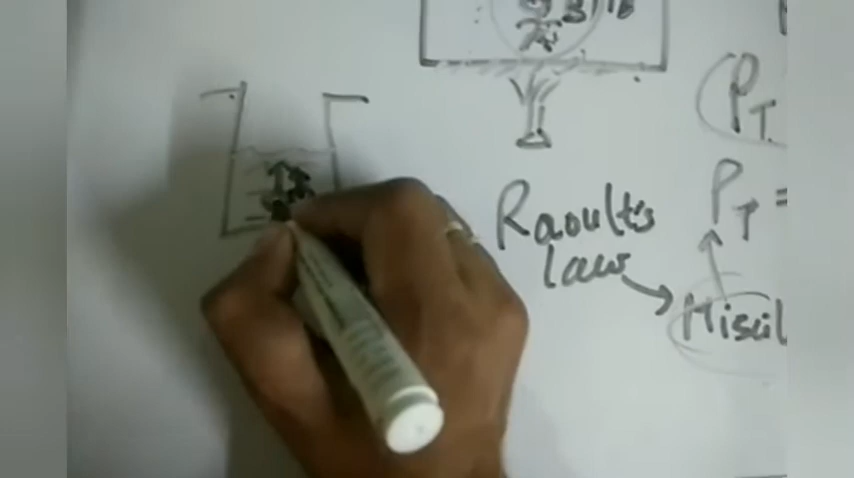 P_T
P_T =
Raoult's
law
Miscil